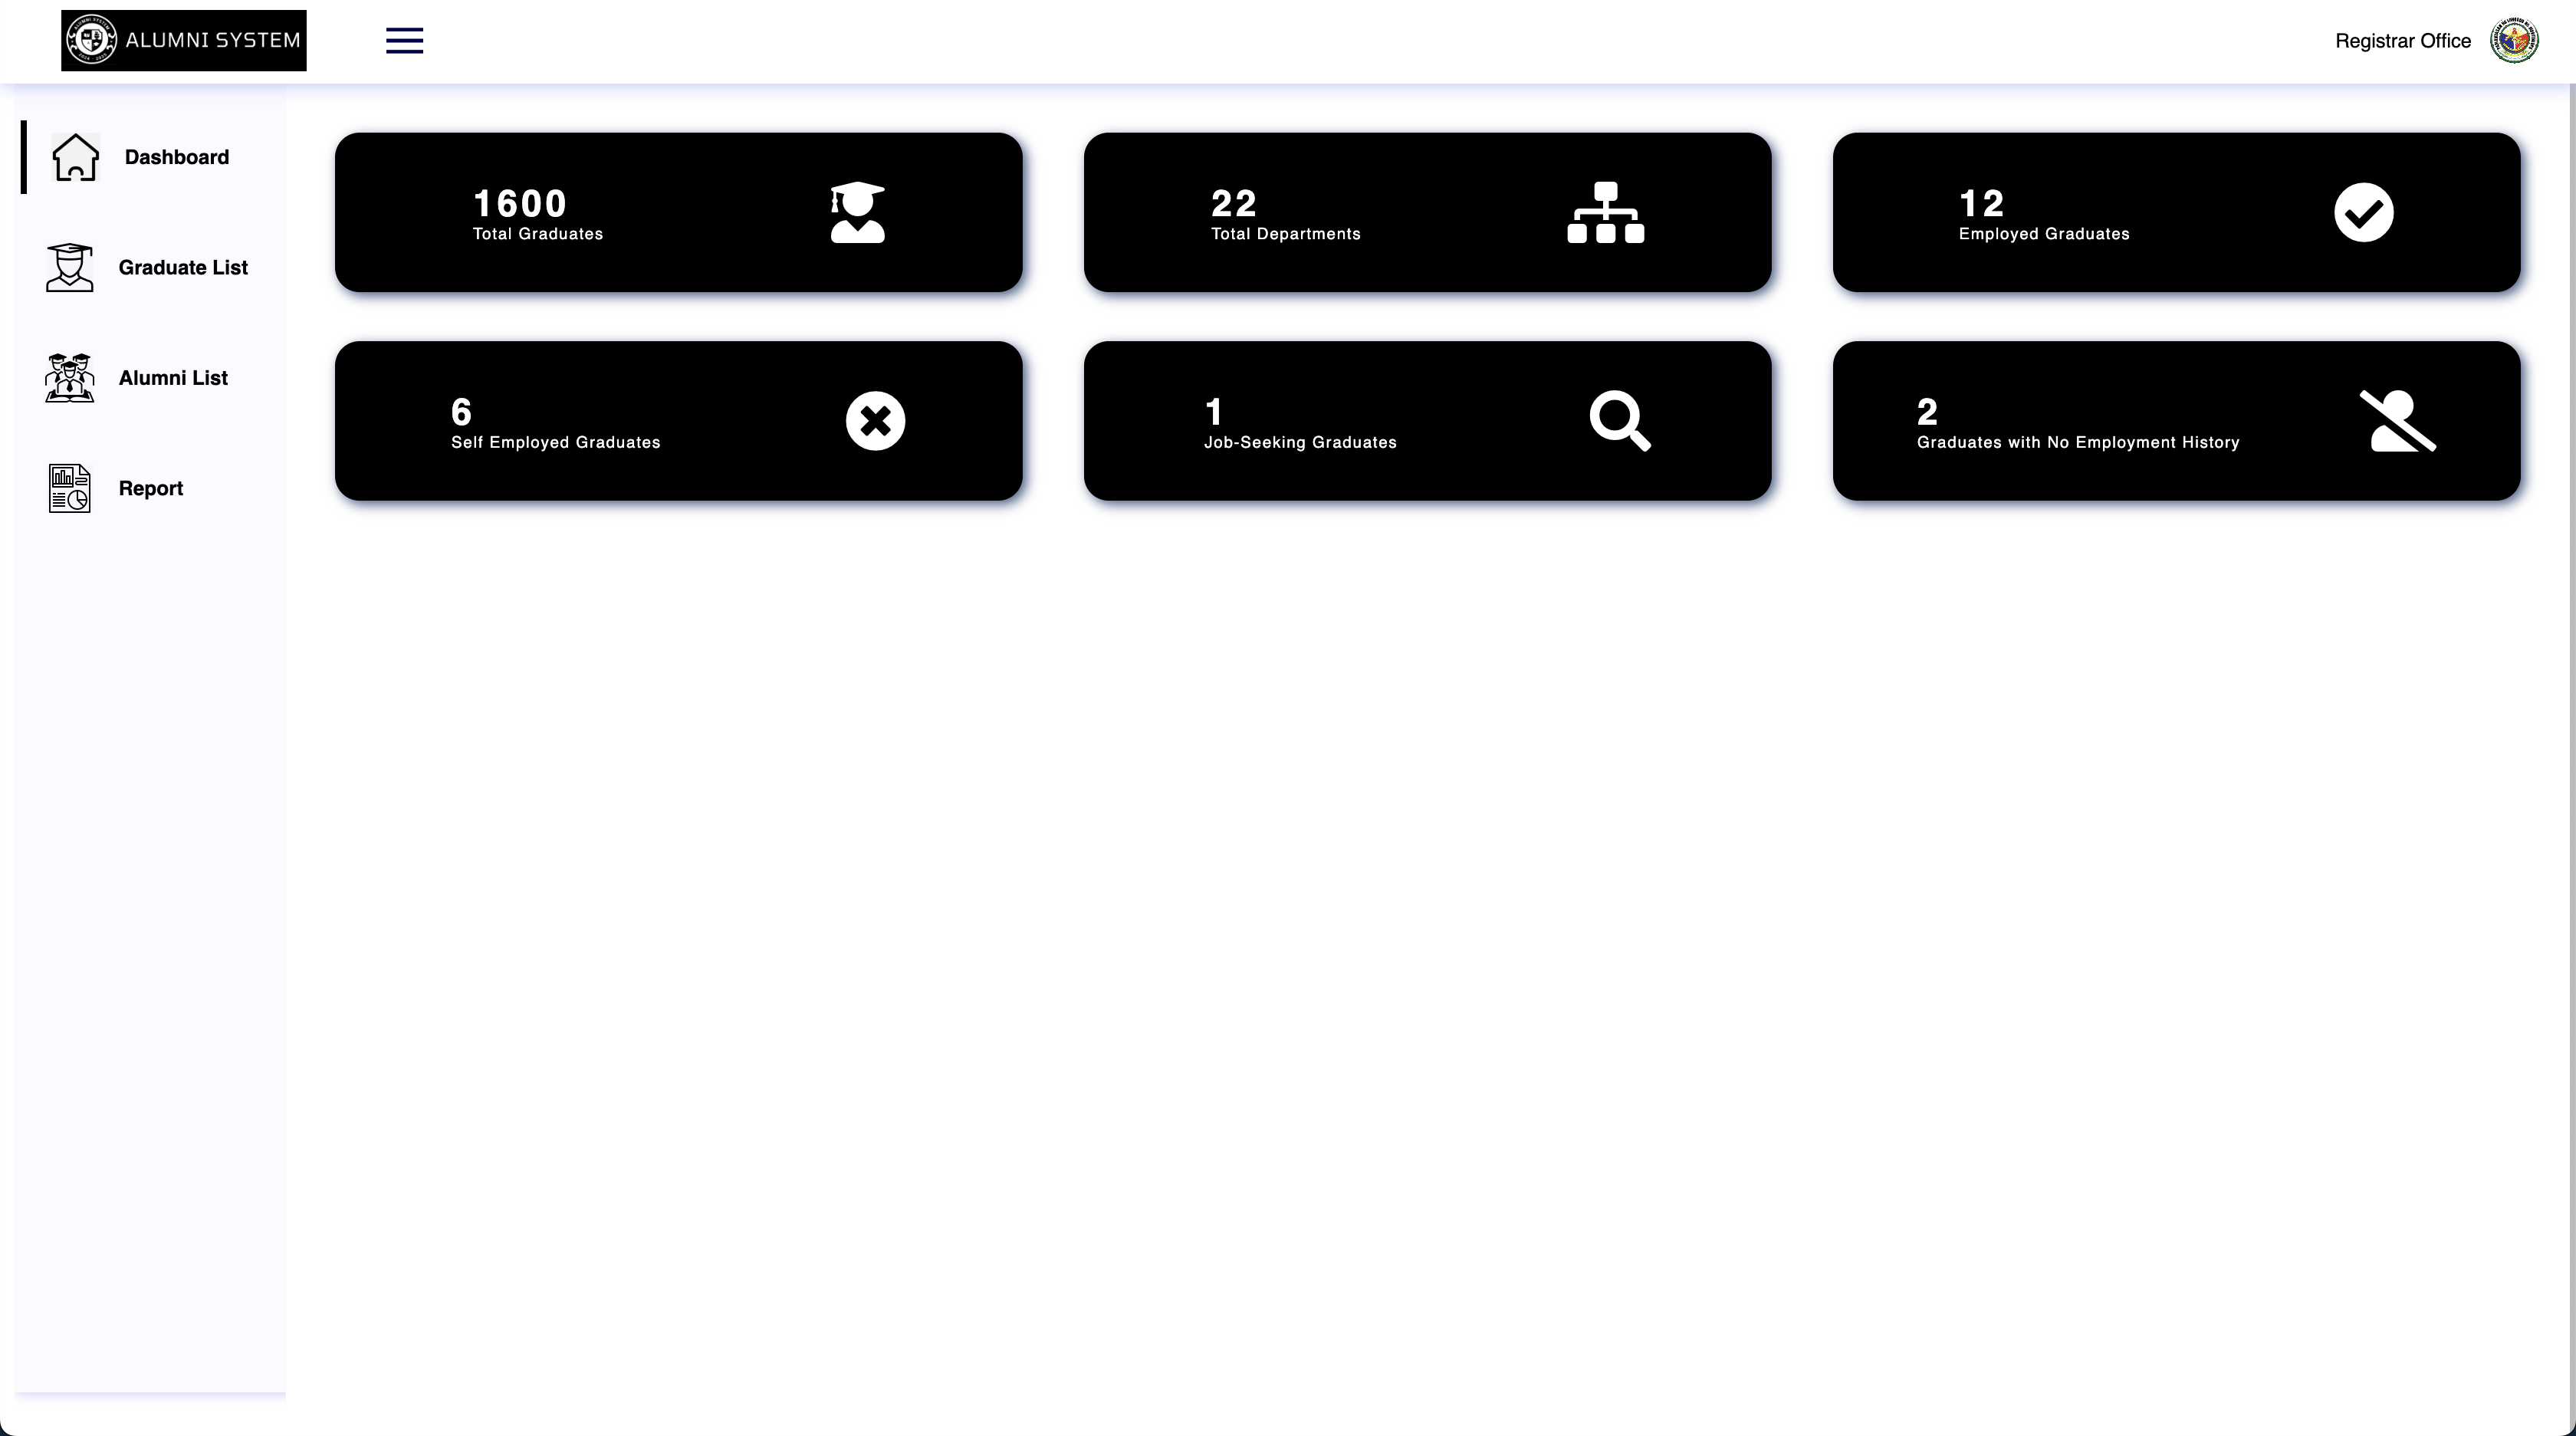 ALUMNI SYSTEM
Registrar Office
Dashboard
Graduate List
Alumni List
Report
1600
Total Graduates
22
Total Departments
12
Employed Graduates
6
Self Employed Graduates
1
Job-Seeking Graduates
2
Graduates with No Employment History